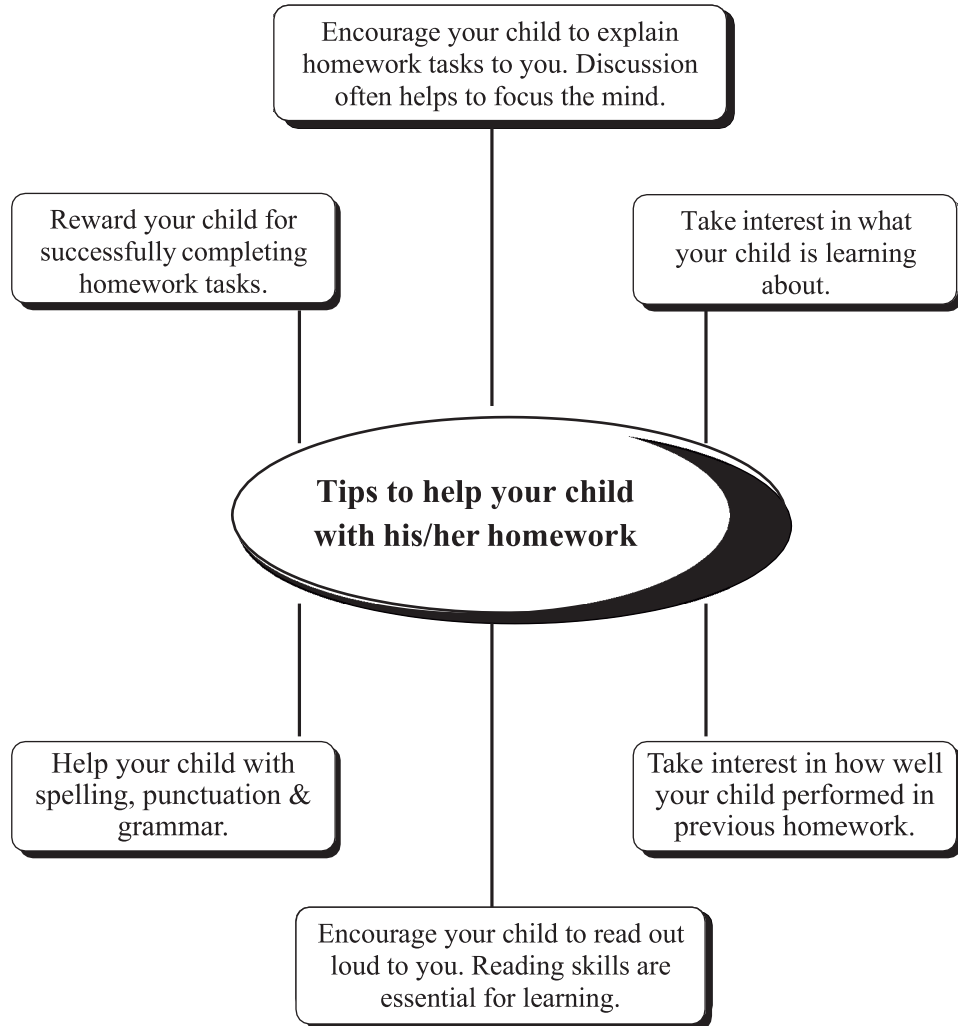 Encourage your child to explain
homework tasks to you. Discussion
often helps to focus the mind.
Reward your child for
successfully completing
homework tasks.
Take interest in what
your child is learning
about.
Tips to help your child
with his/her homework
Help your child with
spelling, punctuation &
grammar.
Take interest in how well
your child performed in
previous homework.
Encourage your child to read out
loud to you. Reading skills are
essential for learning.